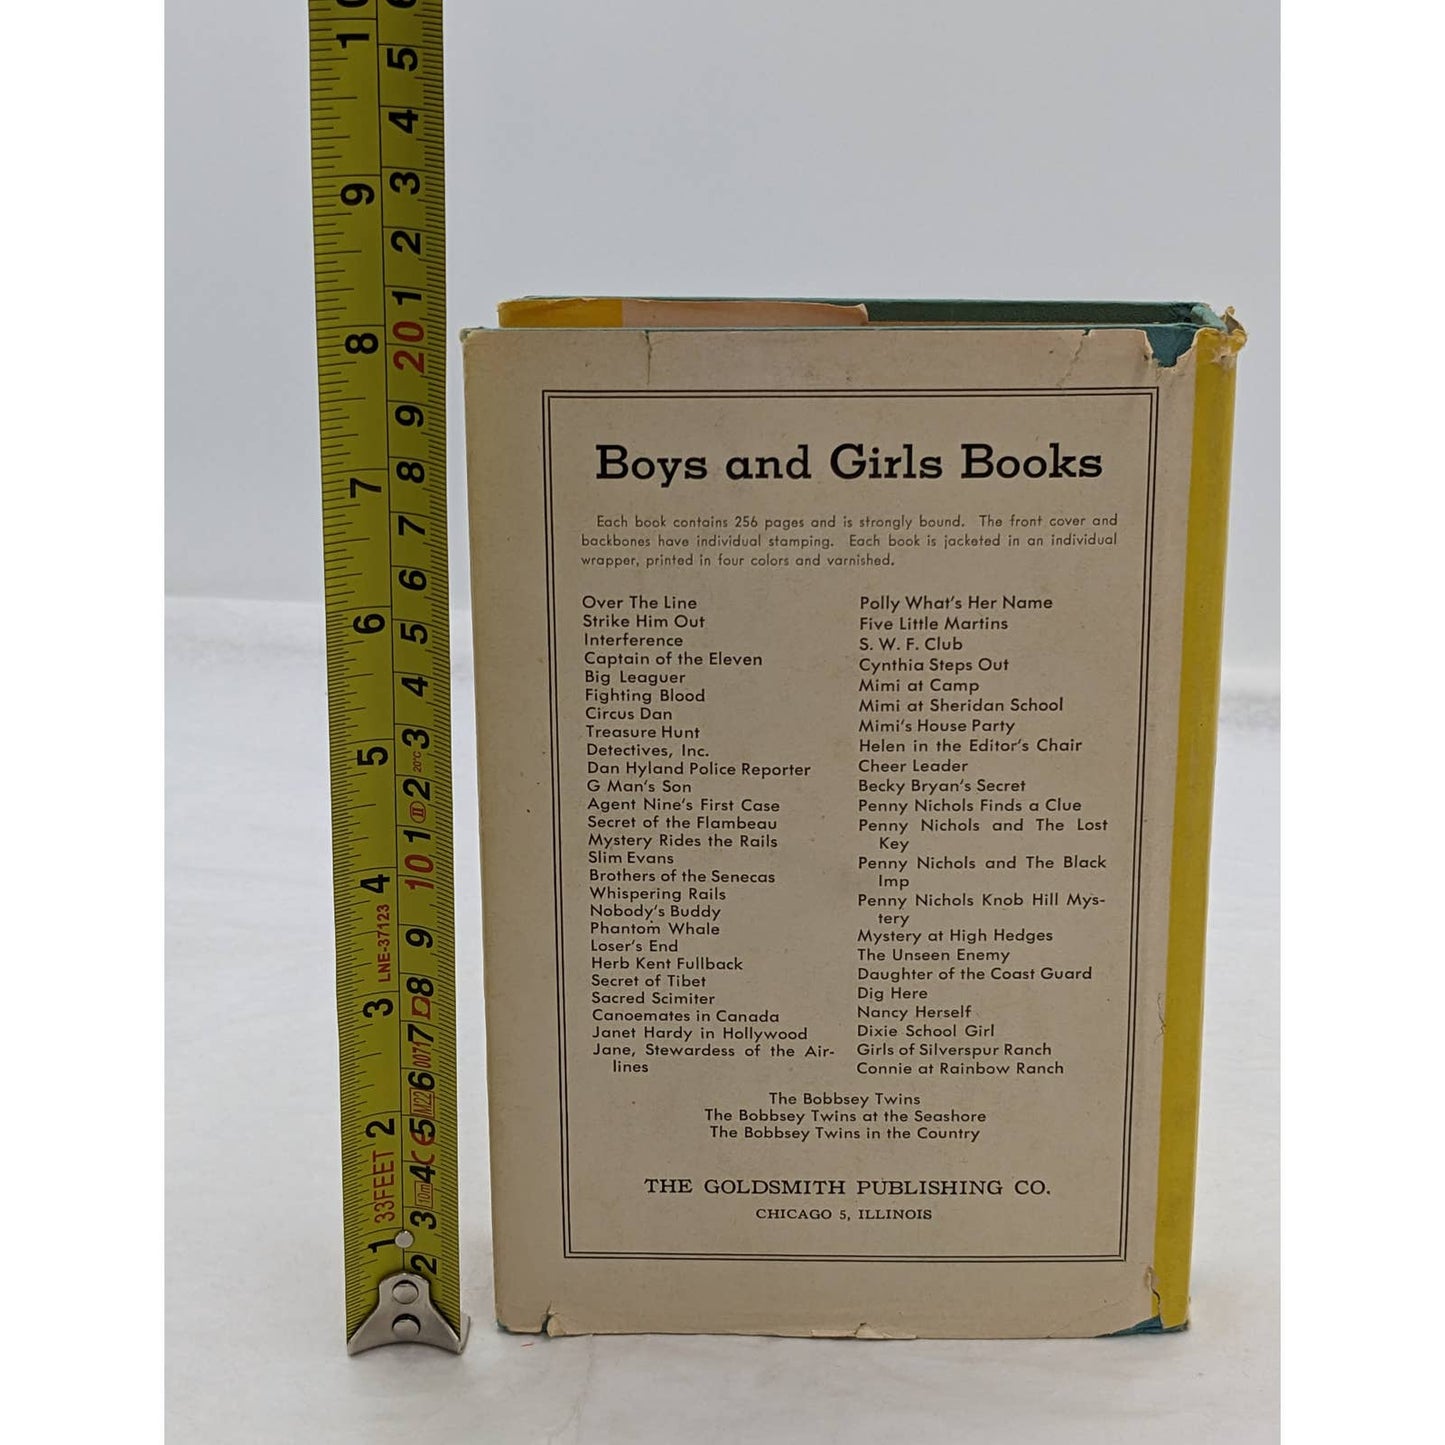 Boys and Girls Books
Each book contains 256 pages and is strongly bound. The front cover and
backbones have individual stamping. Each book is jacketed in an individual
wrapper, printed in four colors and varnished.
Over The Line
Strike Him Out
Interference
Captain of the Eleven
Big Leaguer
Fighting Blood
Circus Dan
Treasure Hunt
Detectives, Inc.
Dan Hyland Police Reporter
G Man's Son
Agent Nine's First Case
Secret of the Flambeau
Mystery Rides the Rails
Slim Evans
Brothers of the Senecas
Whispering Rails
Nobody's Buddy
Phantom Whale
Loser's End
Herb Kent Fullback
Secret of Tibet
Sacred Scimiter
Canoemates in Canada
Janet Hardy in Hollywood
Jane, Stewardess of the Air-
lines
Polly What's Her Name
Five Little Martins
S. W. F. Club
Cynthia Steps Out
Mimi at Camp
Mimi at Sheridan School
Mimi's House Party
Helen in the Editor's Chair
Cheer Leader
Becky Bryan's Secret
Penny Nichols Finds a Clue
Penny Nichols and The Lost
Key
Penny Nichols and The Black
Imp
Penny Nichols Knob Hill Mys-
tery
Mystery at High Hedges
The Unseen Enemy
Daughter of the Coast Guard
Dig Here
Nancy Herself
Dixie School Girl
Girls of Silverspur Ranch
Connie at Rainbow Ranch
The Bobbsey Twins
The Bobbsey Twins at the Seashore
The Bobbsey Twins in the Country
THE GOLDSMITH PUBLISHING CO.
CHICAGO 5, ILLINOIS
1 33FEET 2 3 LNE-37123 4 5 6 7 8 9
2 3 4 5 6 7 8 9 10 1 2 3 4 5 6 7 8 9 20 1 2 3 4 5
10m CE M22 0071 II 20°C